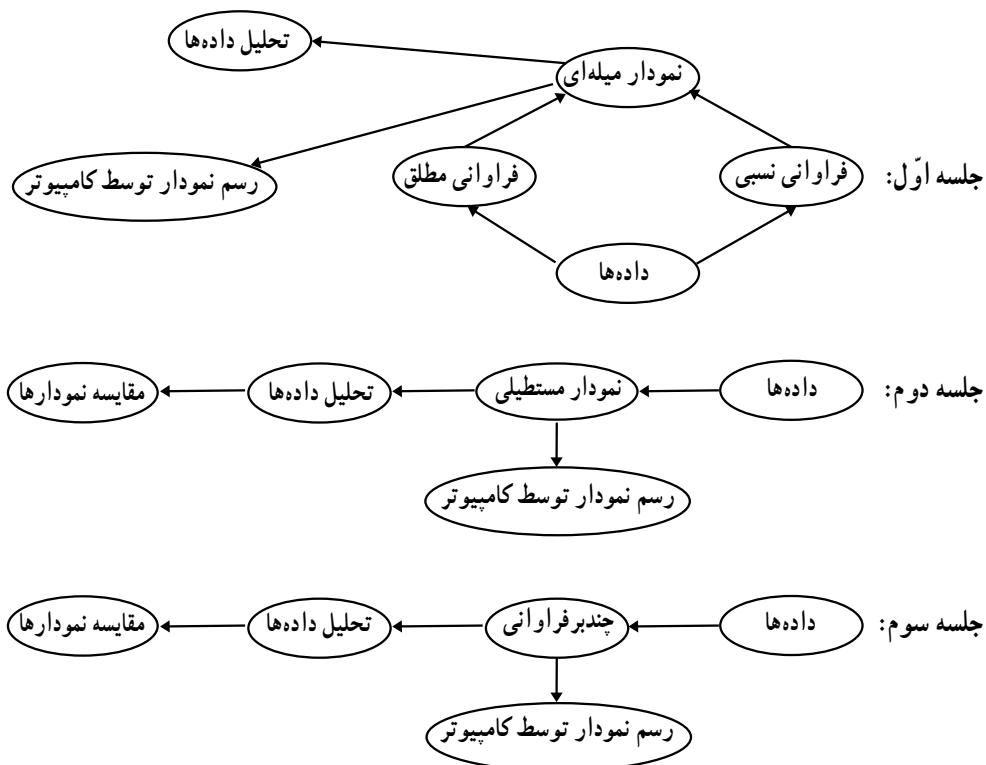 تحلیل داده‌ها
نمودار میله‌ای
جلسه اوّل:
فراوانی نسبی
فراوانی مطلق
رسم نمودار توسط کامپیوتر
داده‌ها
جلسه دوم:
داده‌ها
نمودار مستطیلی
تحلیل داده‌ها
مقایسه نمودارها
رسم نمودار توسط کامپیوتر
جلسه سوم:
داده‌ها
چندبرفراوانی
تحلیل داده‌ها
مقایسه نمودارها
رسم نمودار توسط کامپیوتر